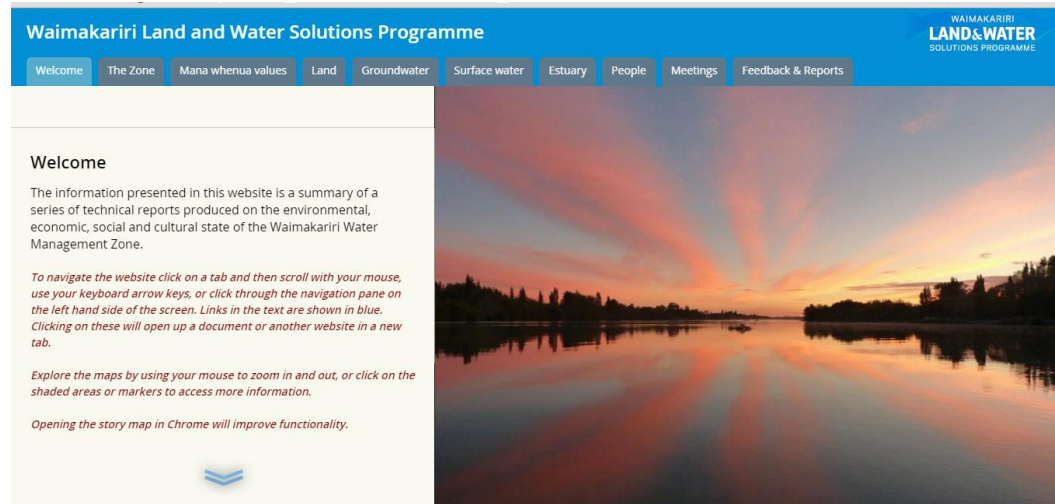 Waimakariri Land and Water Solutions Programme
WAIMAKARIRI
LAND&WATER
SOLUTIONS PROGRAMME
Welcome The Zone Mana whenua values Land Groundwater Surface water Estuary People Meetings Feedback & Reports
Welcome
The information presented in this website is a summary of a
series of technical reports produced on the environmental,
economic, social and cultural state of the Waimakariri Water
Management Zone.
To navigate the website click on a tab and then scroll with your mouse,
use your keyboard arrow keys, or click through the navigation pane on
the left hand side of the screen. Links in the text are shown in blue.
Clicking on these will open up a document or another website in a new
tab.
Explore the maps by using your mouse to zoom in and out, or click on the
shaded areas or markers to access more information.
Opening the story map in Chrome will improve functionality.